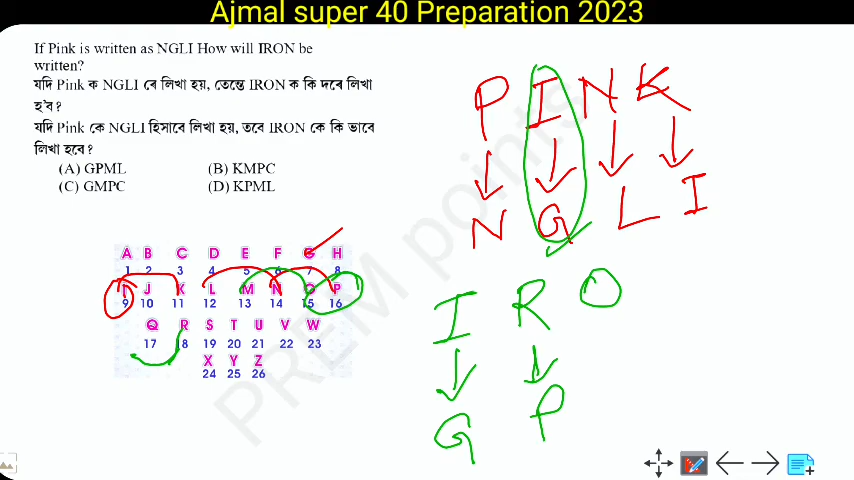 Ajmal super 40 Preparation 2023
If Pink is written as NGLI How will IRON be
written?
যদি Pink ক NGLI ৰে লিখা হয়, তেন্তে IRON ক কি দৰে লিখা
হ'ব ?
যদি Pink কে NGLI হিসাবে লিখা হয়, তবে IRON কে কি ভাবে
লিখা হবে ?
(A) GPML (B) KMPC
(C) GMPC (D) KPML
A B C D E F G H
1 2 3 4 5 6 7 8
I J K L M N O P
9 10 11 12 13 14 15 16
Q R S T U V W
17 18 19 20 21 22 23
X Y Z
24 25 26
P I N K
N G L I
I R O
G P
PREM points